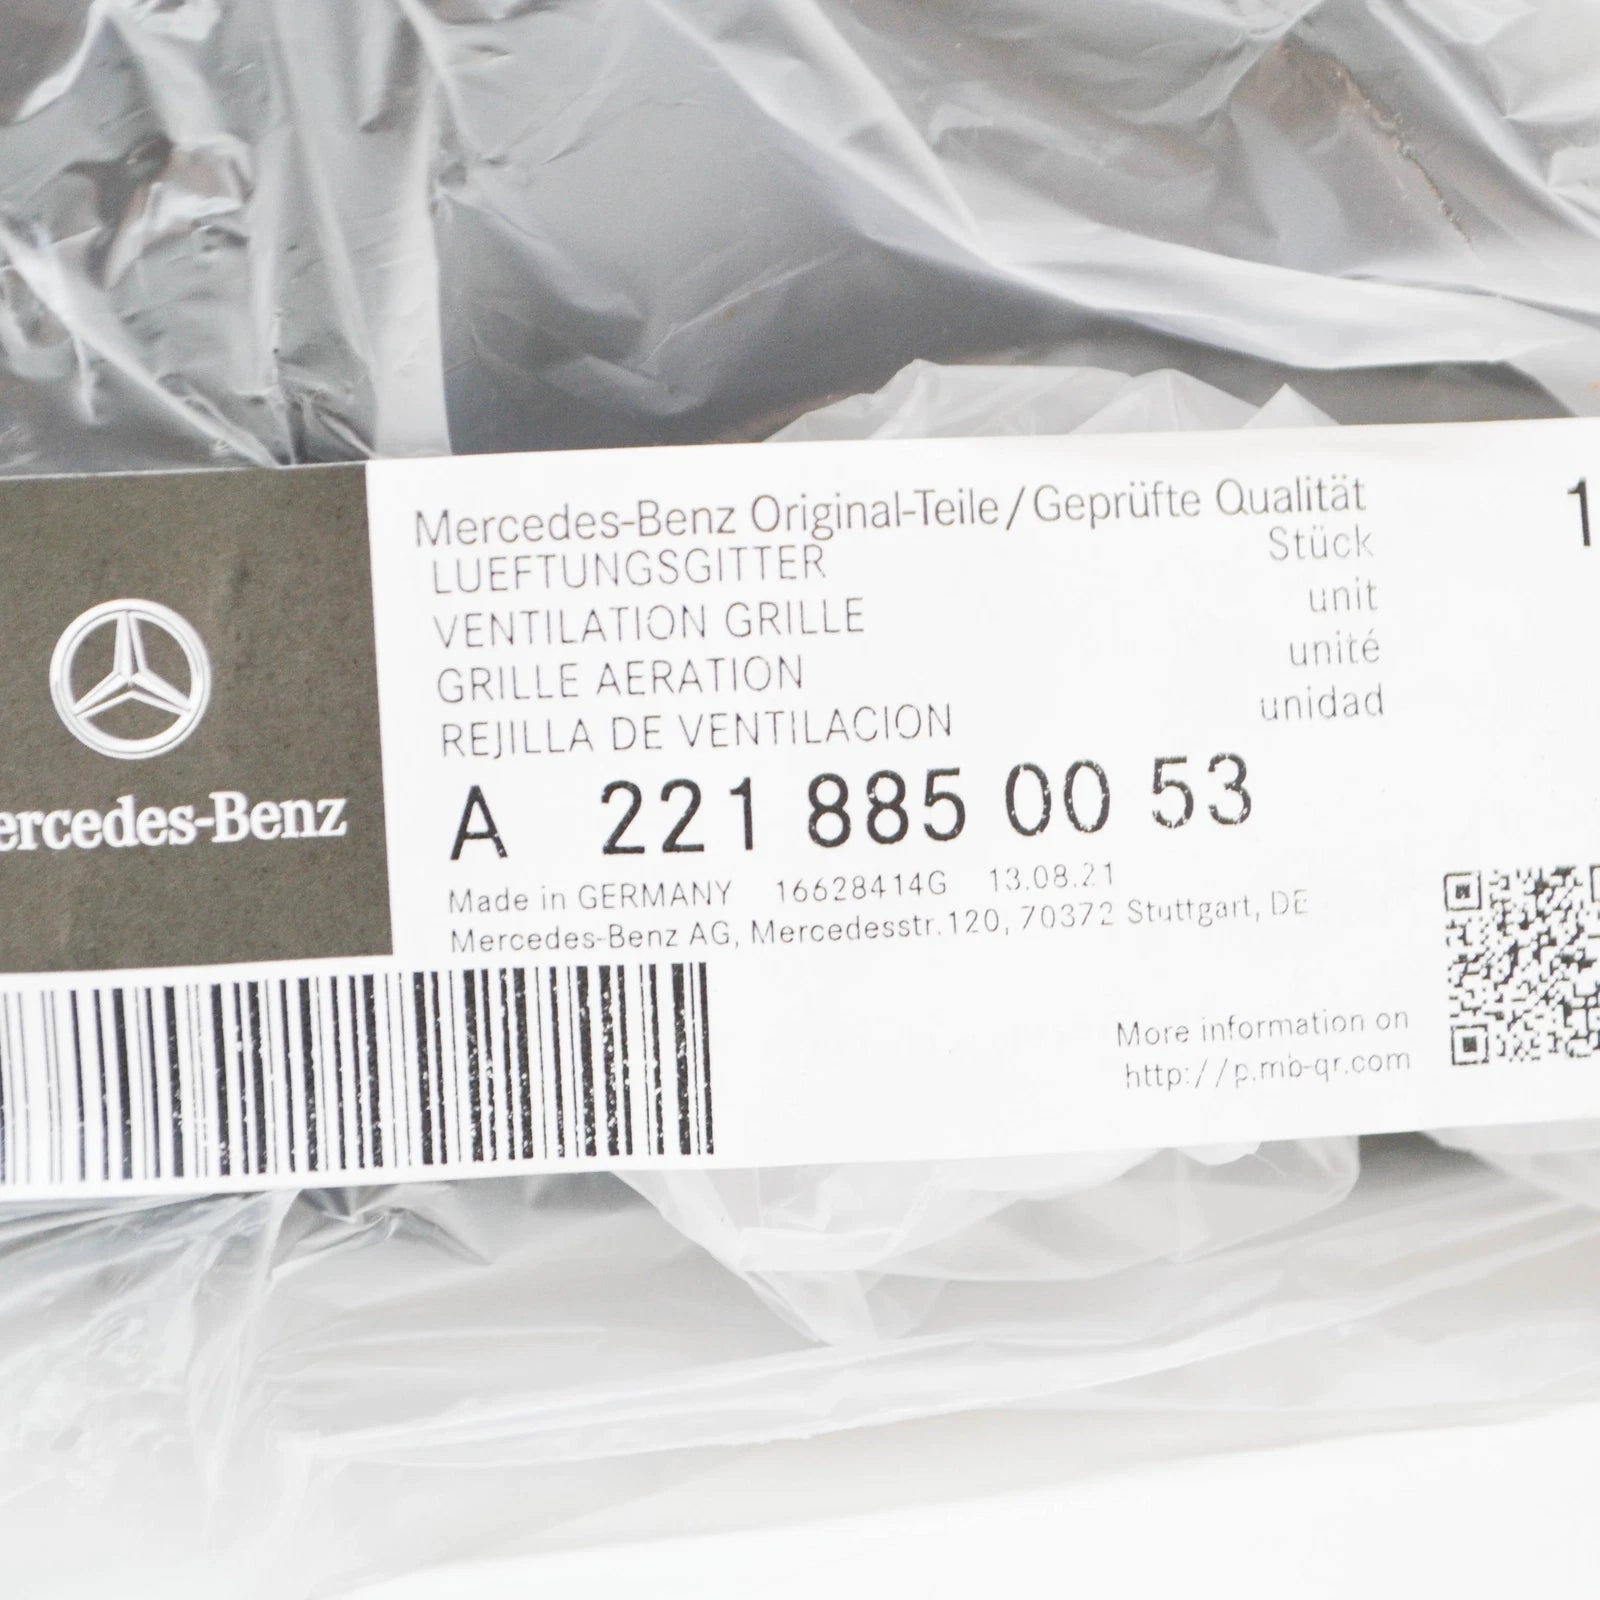 Mercedes-Benz Original-Teile/Geprüfte Qualität
LUEFTUNGSGITTER Stück 1
VENTILATION GRILLE unit
GRILLE AERATION unité
REJILLA DE VENTILACION unidad
ercedes-Benz
A 221 885 00 53
Made in GERMANY 16628414G 13.08.21
Mercedes-Benz AG, Mercedesstr.120, 70372 Stuttgart, DE
More information on
http://p.mb-qr.com